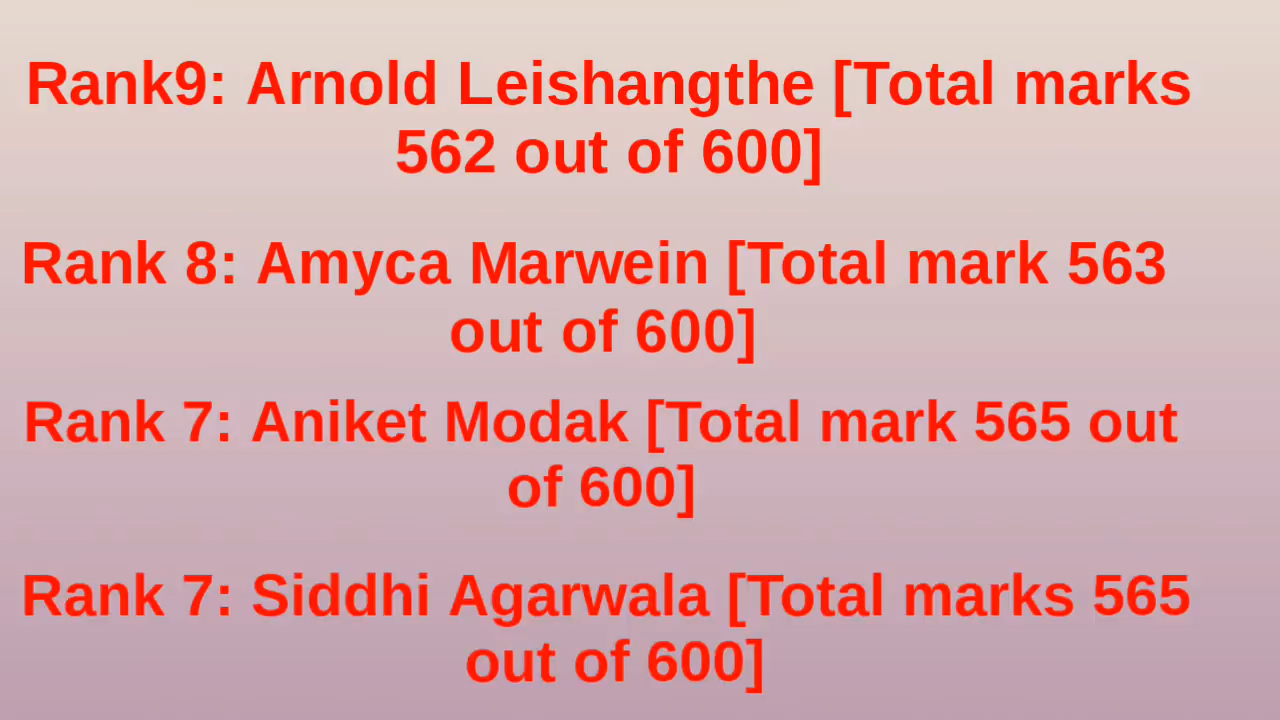 Rank9: Arnold Leishangthe [Total marks
562 out of 600]
Rank 8: Amyca Marwein [Total mark 563
out of 600]
Rank 7: Aniket Modak [Total mark 565 out
of 600]
Rank 7: Siddhi Agarwala [Total marks 565
out of 600]